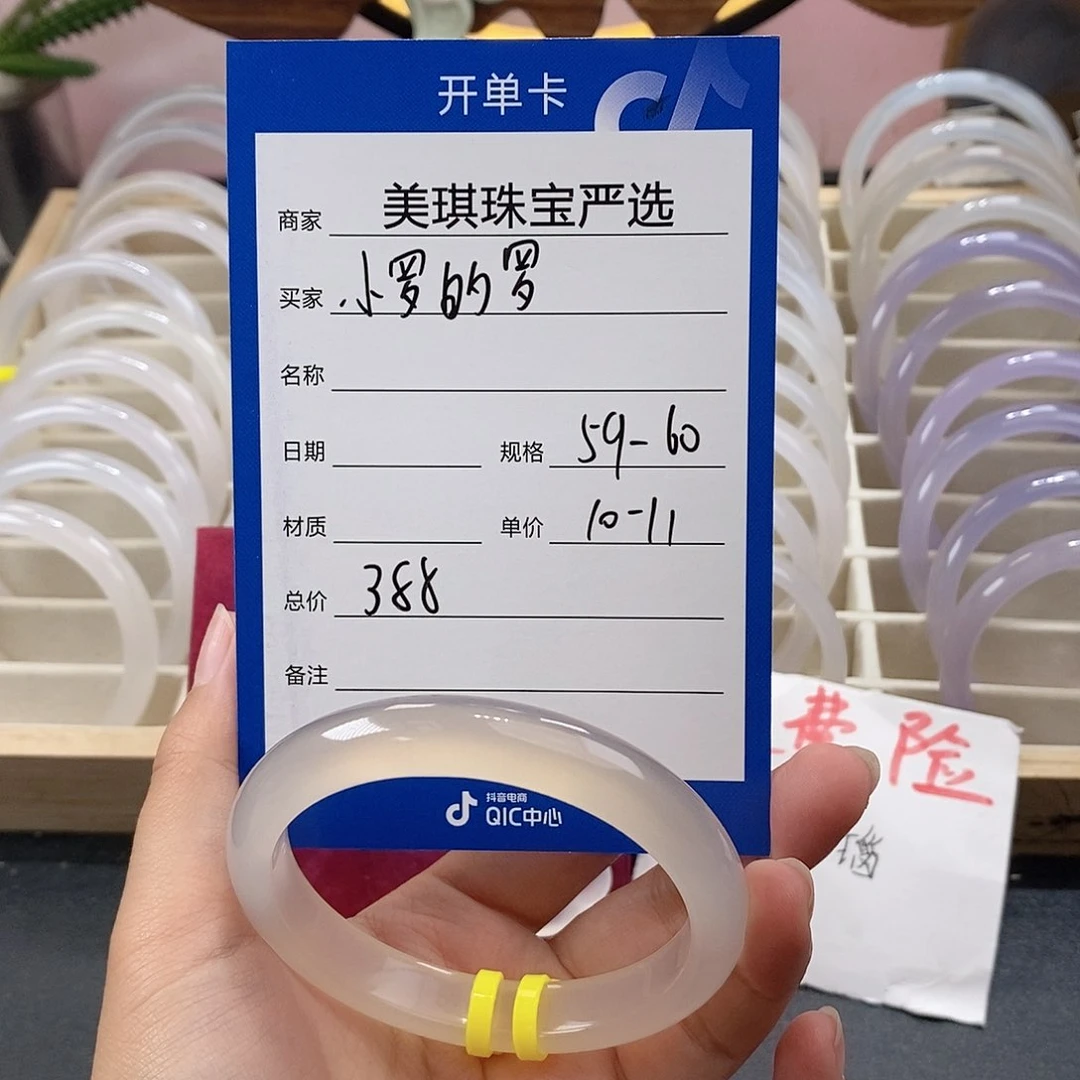 开单卡
商家 美琪珠宝严选
买家 小罗的罗
名称
日期 规格 59-60
材质 单价 10-11
总价 388
备注
抖音电商
QIC中心
费险